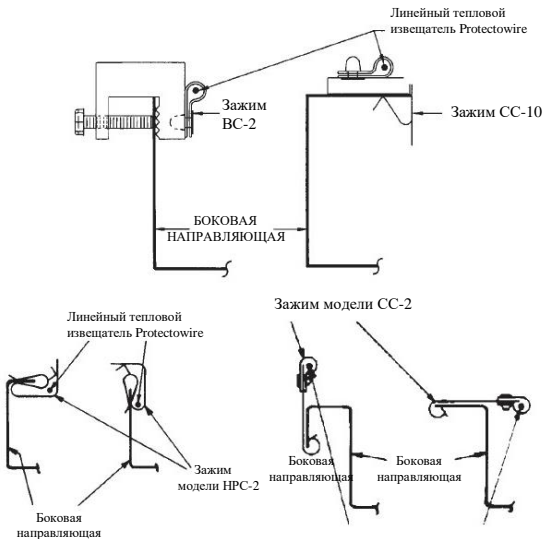 Линейный тепловой
извещатель Protectowire
Зажим
BC-2
Зажим CC-10
БОКОВАЯ
НАПРАВЛЯЮЩАЯ
Зажим модели CC-2
Линейный тепловой
извещатель Protectowire
Зажим
модели HPC-2
Боковая
направляющая
Боковая
направляющая
Боковая
направляющая